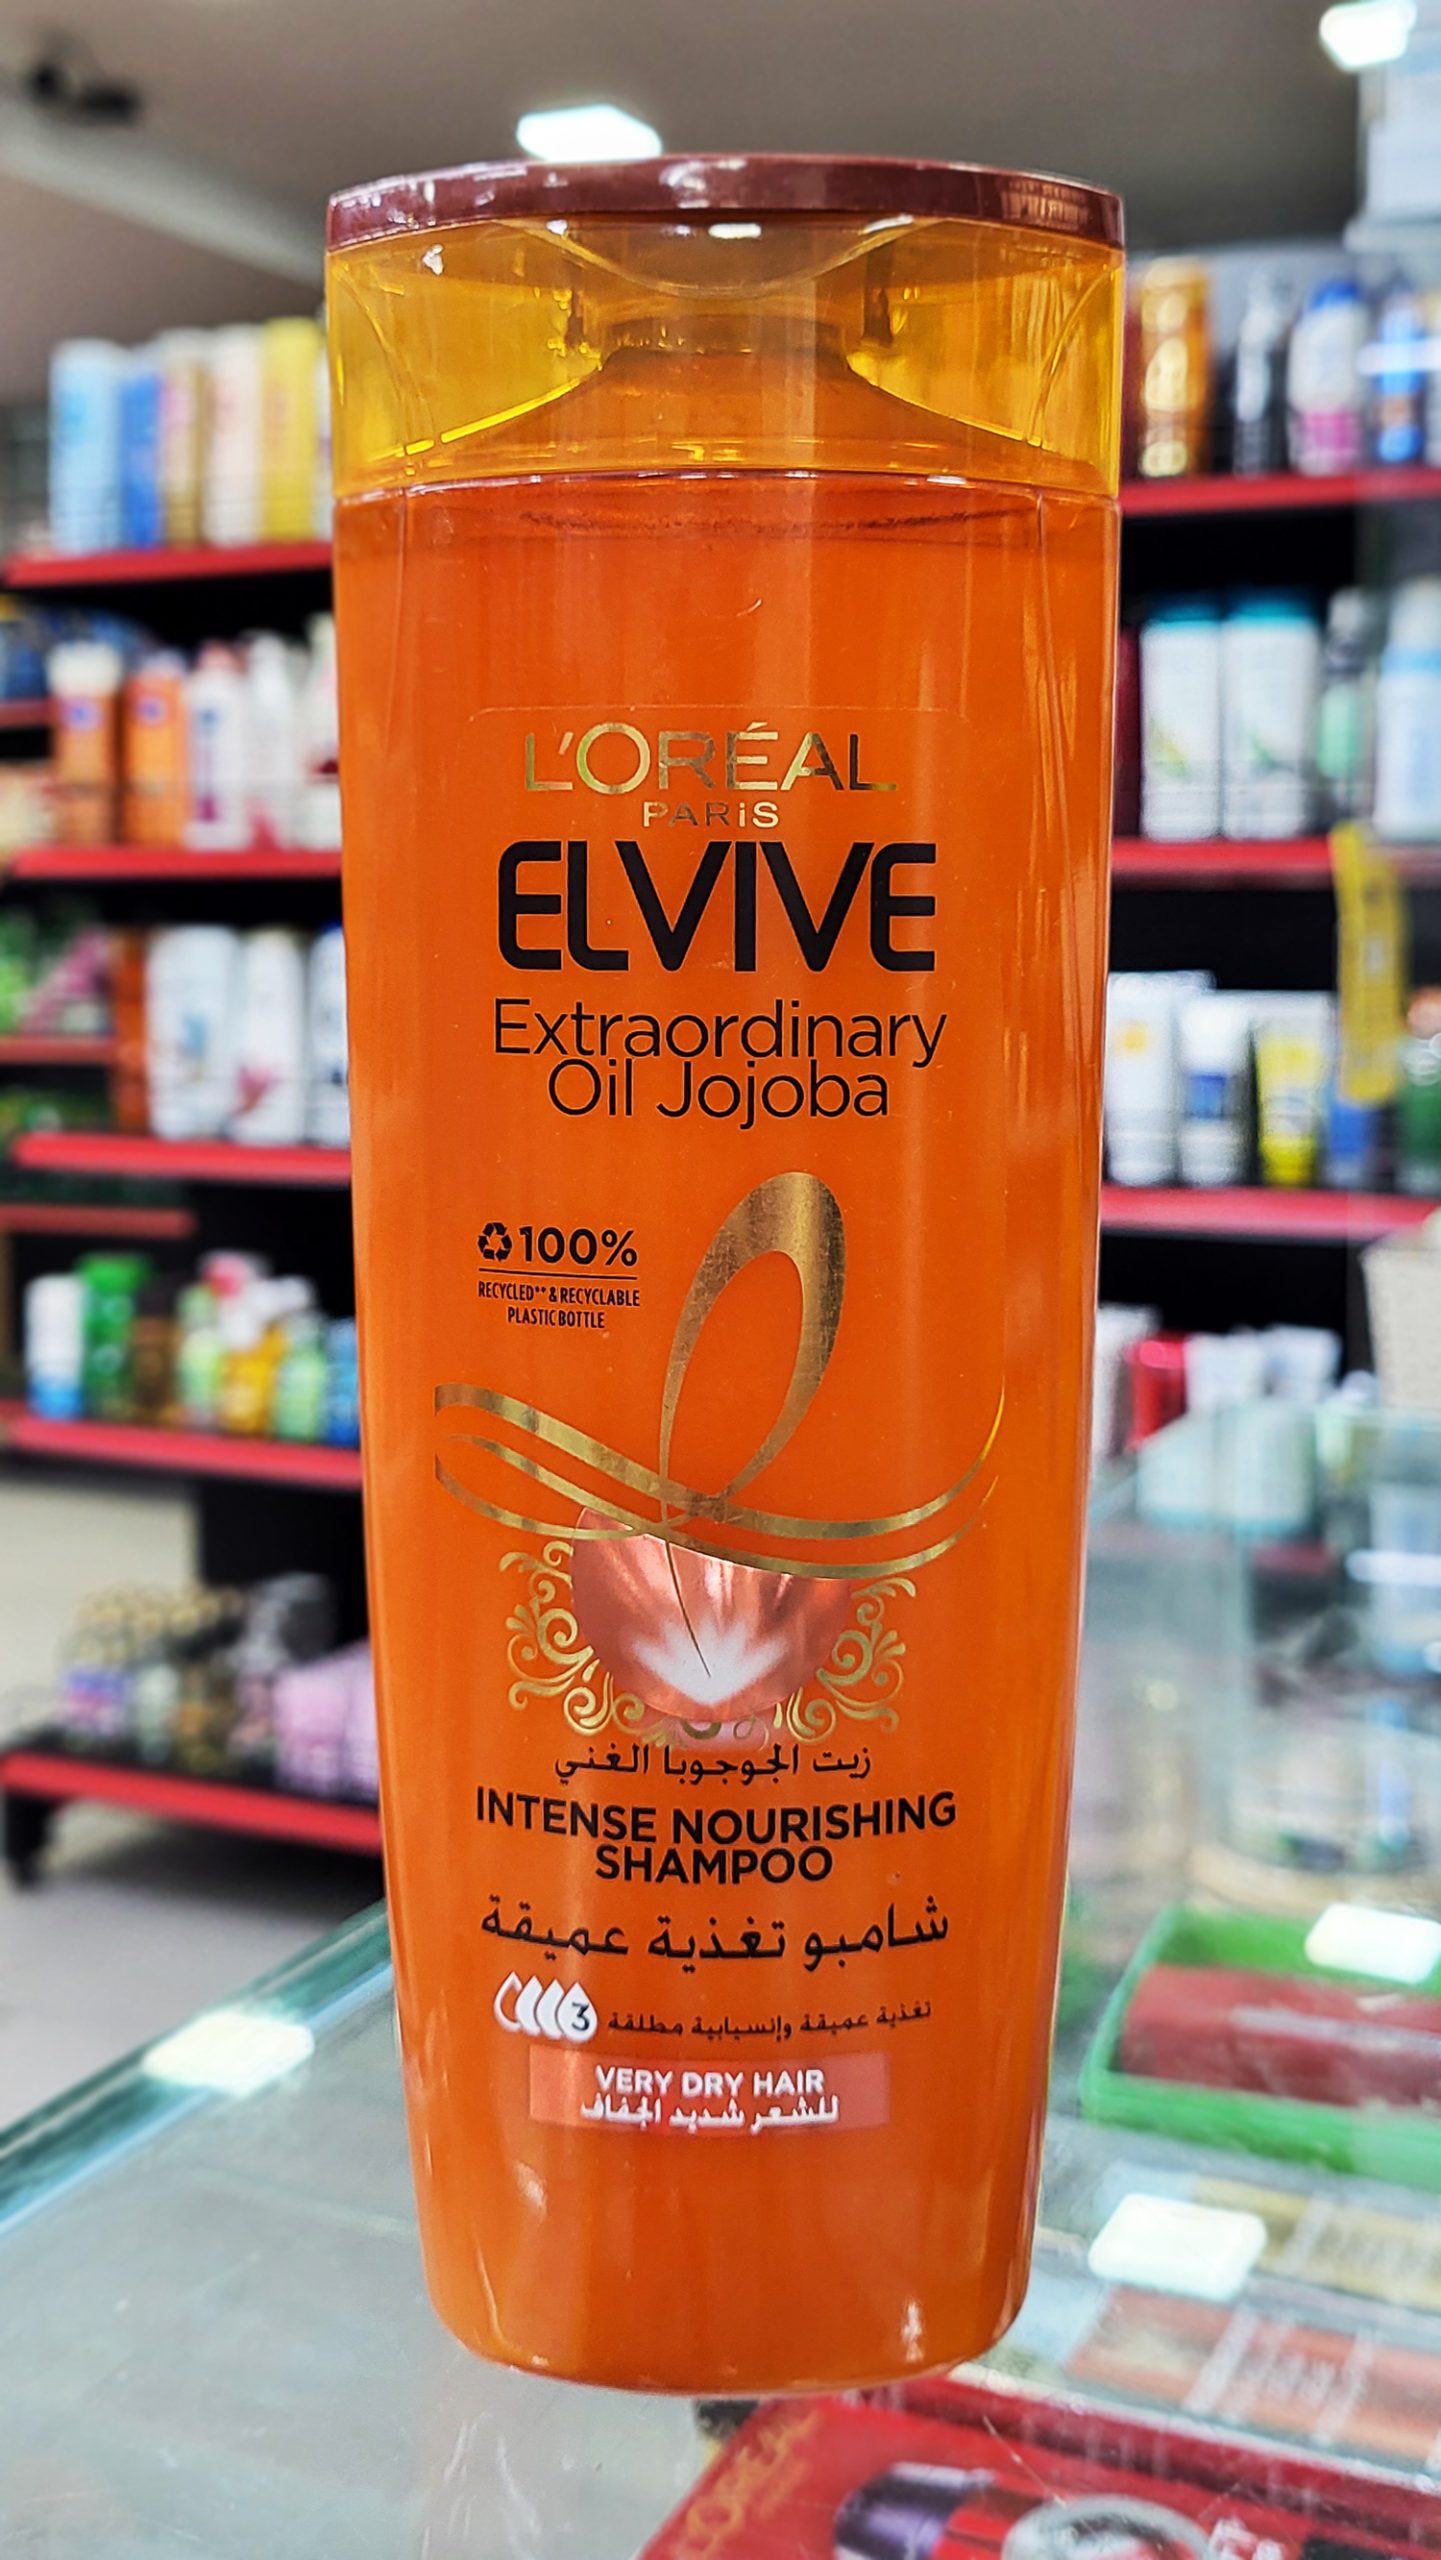 L'ORÉAL
PARiS
ELVIVE
Extraordinary
Oil Jojoba
100%
RECYCLED** & RECYCLABLE
PLASTIC BOTTLE
زيت الجوجوبا الغني
INTENSE NOURISHING
SHAMPOO
شامبو تغذية عميقة
3 تغذية عميقة وإنسيابية مطلقة
VERY DRY HAIR
للشعر شديد الجفاف
L'ORÉAL